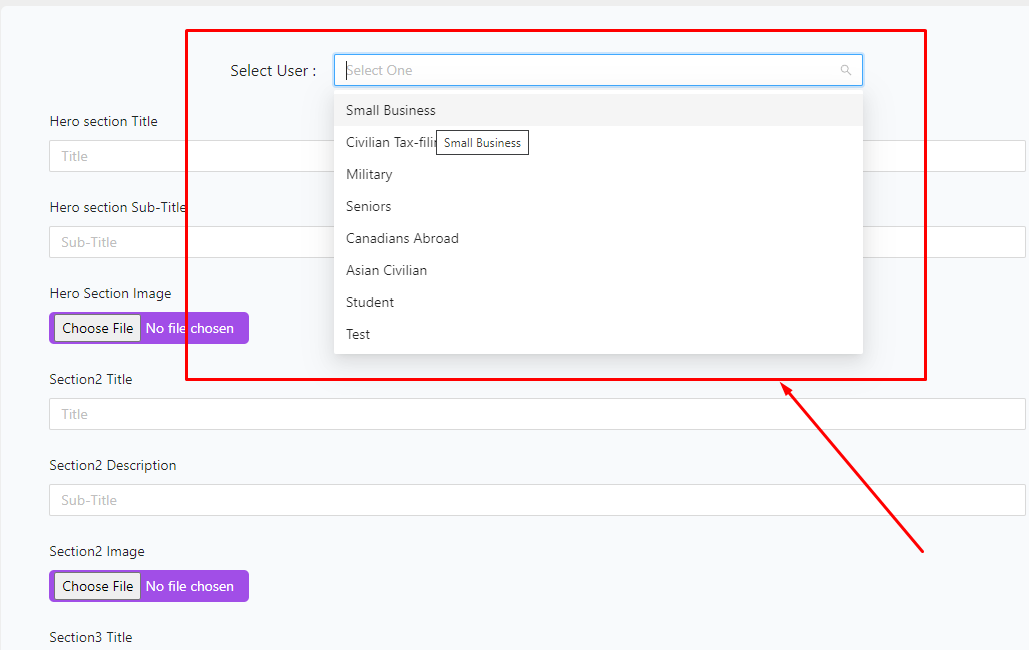 Select User :
Select One
Small Business
Hero section Title
Civilian Tax-filin
Small Business
Title
Military
Hero section Sub-Title
Seniors
Sub-Title
Canadians Abroad
Asian Civilian
Hero Section Image
Student
Choose File No file chosen
Test
Section2 Title
Title
Section2 Description
Sub-Title
Section2 Image
Choose File No file chosen
Section3 Title